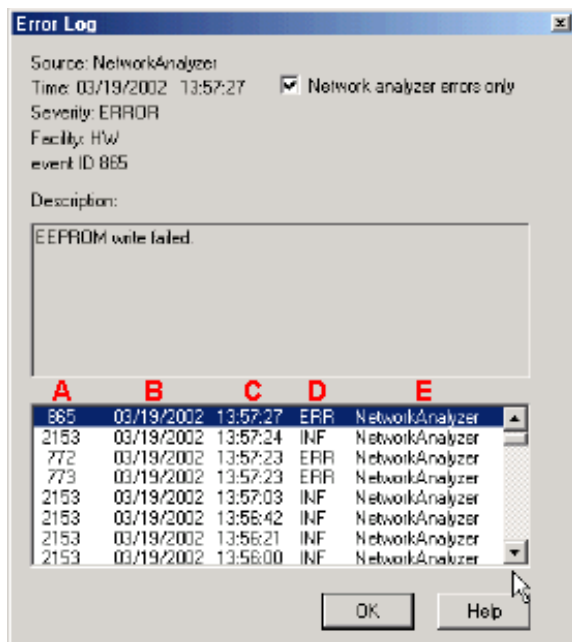 Error Log
Source: NetworkAnalyzer
Time: 03/19/2002 13:57:27
Network analyzer errors only
Severity: ERROR
Facility: HW
event ID 865
Description:
EEPROM write failed.
A B C D E
865 03/19/2002 13:57:27 ERR NetworkAnalyzer
2153 03/19/2002 13:57:24 INF NetworkAnalyzer
772 03/19/2002 13:57:23 ERR NetworkAnalyzer
773 03/19/2002 13:57:23 ERR NetworkAnalyzer
2153 03/19/2002 13:57:03 INF NetworkAnalyzer
2153 03/19/2002 13:56:42 INF NetworkAnalyzer
2153 03/19/2002 13:56:21 INF NetworkAnalyzer
2153 03/19/2002 13:56:00 INF NetworkAnalyzer
OK Help